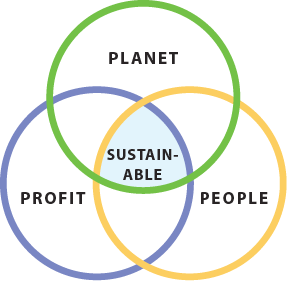 PLANET
SUSTAIN-
ABLE
PROFIT
PEOPLE